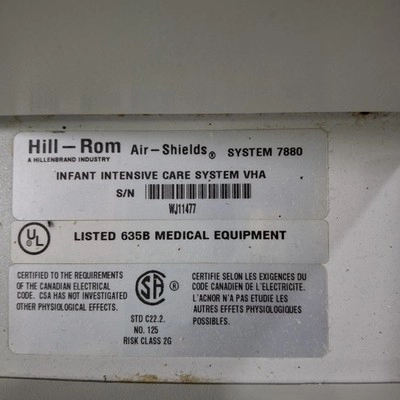 Hill-Rom Air-Shields® SYSTEM 7880
A HILLENBRAND INDUSTRY
INFANT INTENSIVE CARE SYSTEM VHA
S/N
WJ11477
UL ® LISTED 635B MEDICAL EQUIPMENT
CERTIFIED TO THE REQUIREMENTS
OF THE CANADIAN ELECTRICAL
CODE. CSA HAS NOT INVESTIGATED
OTHER PHYSIOLOGICAL EFFECTS.
SA ®
STD C22.2.
NO. 125
RISK CLASS 2G
CERTIFIE SELON LES EXIGENCES DU
CODE CANADIEN DE L'ELECTRICITE.
L'ACNOR N'A PAS ETUDIE LES
AUTRES EFFETS PHYSIOLOGIQUES
POSSIBLES.